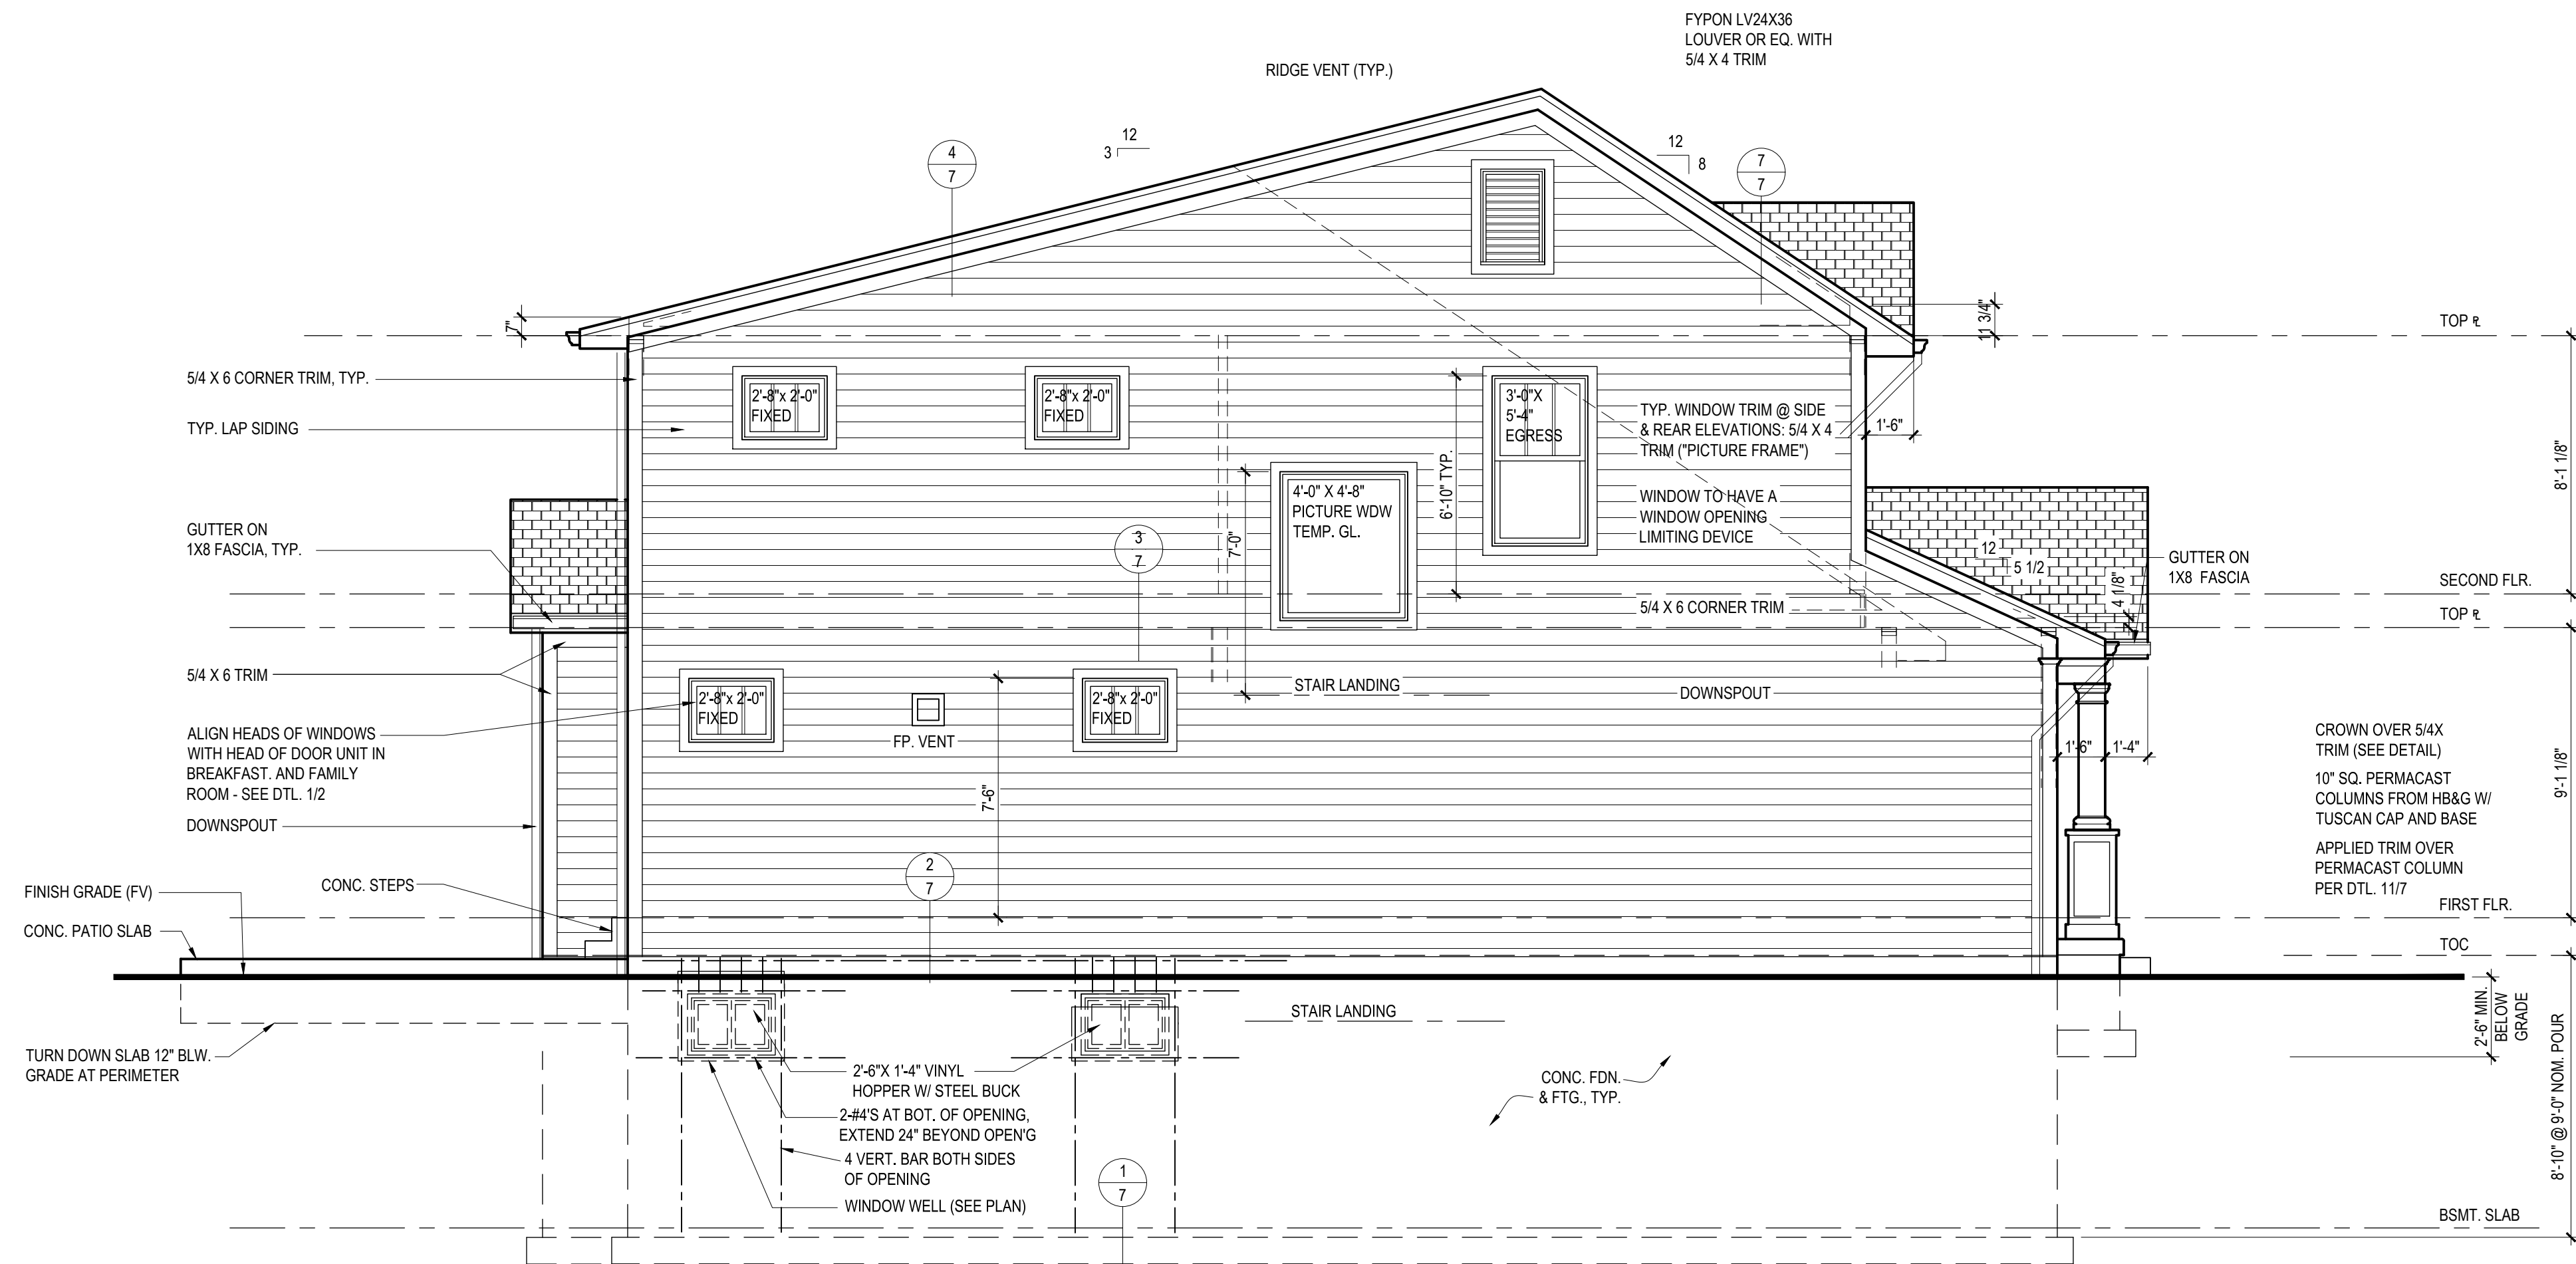 FYPON LV24X36
LOUVER OR EQ. WITH
5/4 X 4 TRIM
RIDGE VENT (TYP.)
12
3
12
8
4
7
7
7
7"
11 3/4"
TOP ℄
5/4 X 6 CORNER TRIM, TYP.
TYP. LAP SIDING
2'-8"x 2'-0"
FIXED
2'-8"x 2'-0"
FIXED
3'-0"X
5'-4"
EGRESS
TYP. WINDOW TRIM @ SIDE
& REAR ELEVATIONS: 5/4 X 4
TRIM ("PICTURE FRAME")
1'-6"
8'-1 1/8"
6'-10" TYP.
4'-0" X 4'-8"
PICTURE WDW
TEMP. GL.
WINDOW TO HAVE A
WINDOW OPENING
LIMITING DEVICE
7'-0"
3
7
GUTTER ON
1X8 FASCIA, TYP.
12
5 1/2
4 1/8"
GUTTER ON
1X8 FASCIA
SECOND FLR.
5/4 X 6 CORNER TRIM
TOP ℄
5/4 X 6 TRIM
2'-8"x 2'-0"
FIXED
FP. VENT
2'-8"x 2'-0"
FIXED
STAIR LANDING
DOWNSPOUT
ALIGN HEADS OF WINDOWS
WITH HEAD OF DOOR UNIT IN
BREAKFAST. AND FAMILY
ROOM - SEE DTL. 1/2
1'-6"
1'-4"
CROWN OVER 5/4X
TRIM (SEE DETAIL)
10" SQ. PERMACAST
COLUMNS FROM HB&G W/
TUSCAN CAP AND BASE
APPLIED TRIM OVER
PERMACAST COLUMN
PER DTL. 11/7
9'-1 1/8"
7'-6"
DOWNSPOUT
2
7
CONC. STEPS
FINISH GRADE (FV)
CONC. PATIO SLAB
FIRST FLR.
TOC
TURN DOWN SLAB 12" BLW.
GRADE AT PERIMETER
STAIR LANDING
2'-6" MIN.
BELOW
GRADE
2'-6"X 1'-4" VINYL
HOPPER W/ STEEL BUCK
2-#4'S AT BOT. OF OPENING,
EXTEND 24" BEYOND OPEN'G
4 VERT. BAR BOTH SIDES
OF OPENING
WINDOW WELL (SEE PLAN)
CONC. FDN.
& FTG., TYP.
8'-10" @ 9'-0" NOM. POUR
1
7
BSMT. SLAB